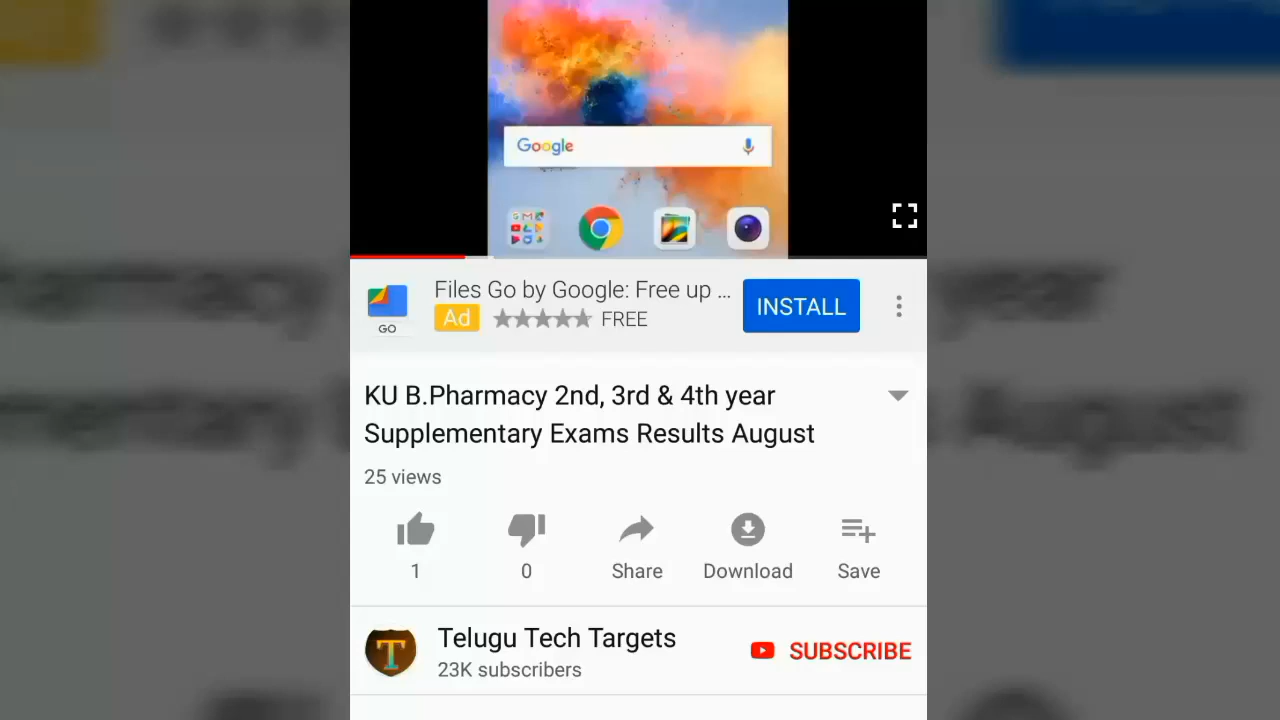 Google
GO
Files Go by Google: Free up ...
Ad
FREE
INSTALL
KU B.Pharmacy 2nd, 3rd & 4th year
Supplementary Exams Results August
25 views
1
0
Share
Download
Save
T
Telugu Tech Targets
23K subscribers
SUBSCRIBE